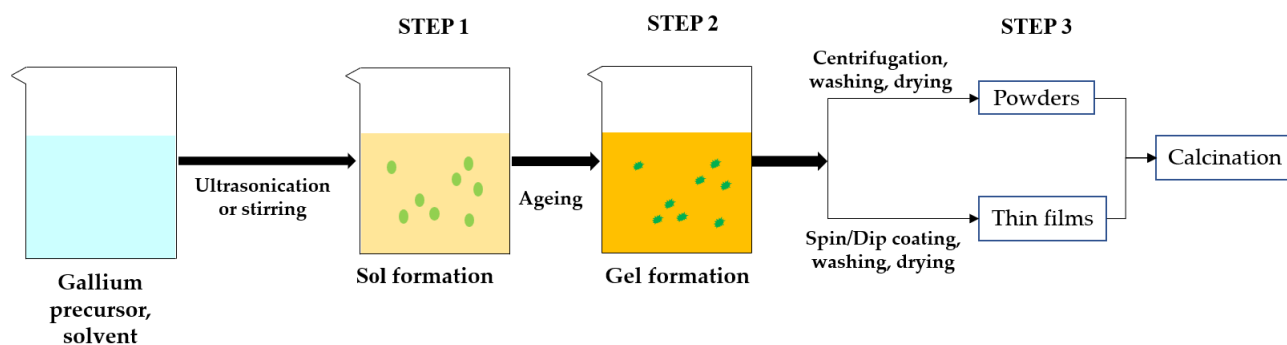 STEP 1
STEP 2
STEP 3
Gallium
precursor,
solvent
Ultrasonication
or stirring
Sol formation
Ageing
Gel formation
Centrifugation,
washing, drying
Powders
Spin/Dip coating,
washing, drying
Thin films
Calcination